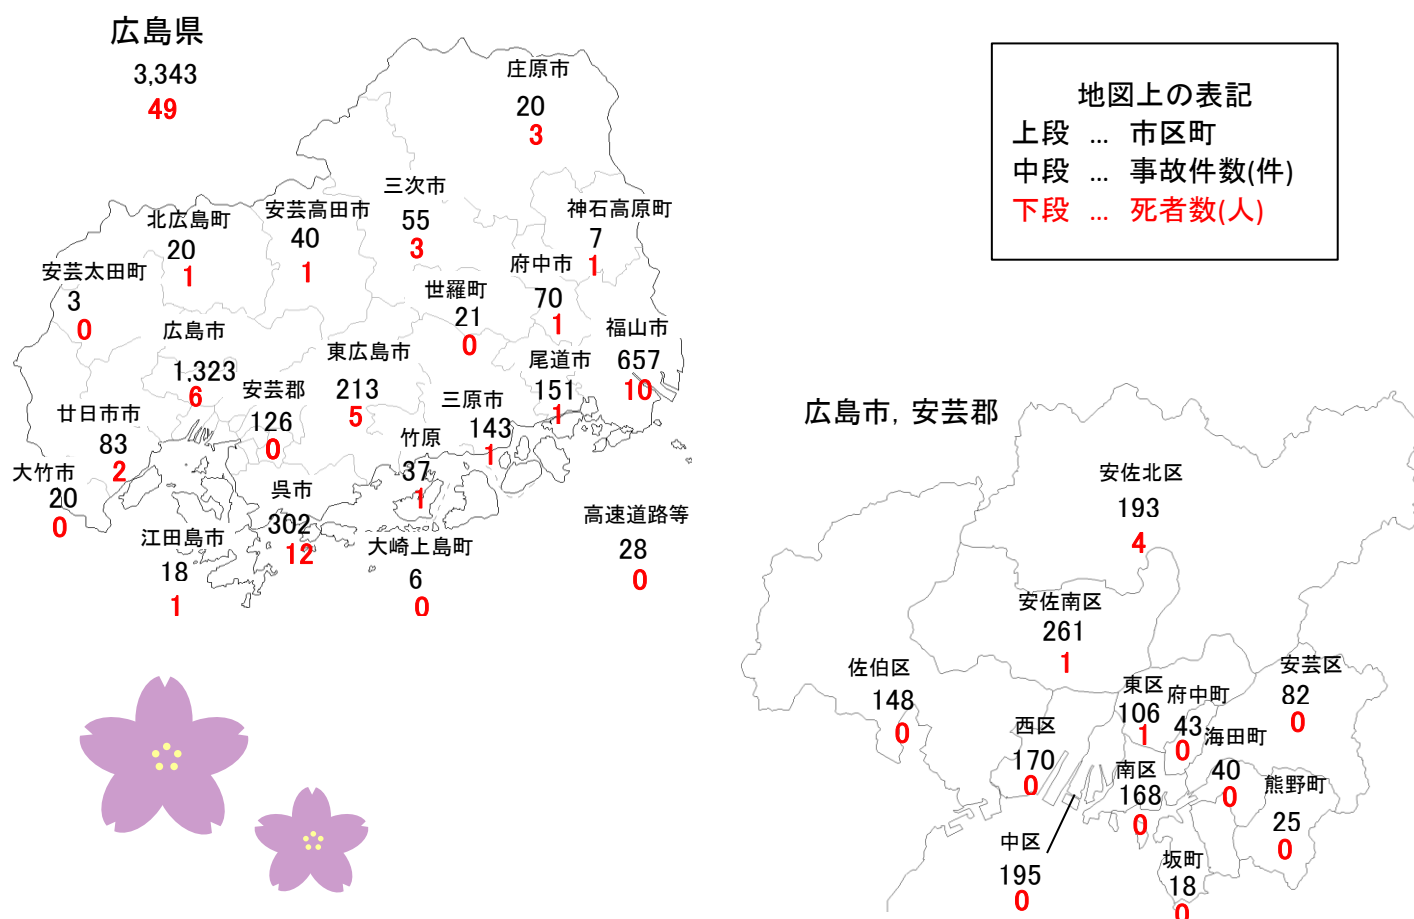 広島県
3,343
49
地図上の表記
上段 … 市区町
中段 … 事故件数(件)
下段 … 死者数(人)
庄原市
20
3
三次市
55
3
神石高原町
7
1
北広島町
20
1
安芸高田市
40
1
府中市
70
1
安芸太田町
3
0
世羅町
21
0
福山市
657
10
広島市
1,323
6
東広島市
213
5
尾道市
151
1
安芸郡
126
0
三原市
143
1
廿日市市
83
2
竹原
37
1
大竹市
20
0
呉市
302
12
江田島市
18
1
大崎上島町
6
0
高速道路等
28
0
広島市, 安芸郡
安佐北区
193
4
安佐南区
261
1
佐伯区
148
0
東区
106
1
府中町
43
0
安芸区
82
0
西区
170
0
海田町
40
0
南区
168
0
熊野町
25
0
中区
195
0
坂町
18
0